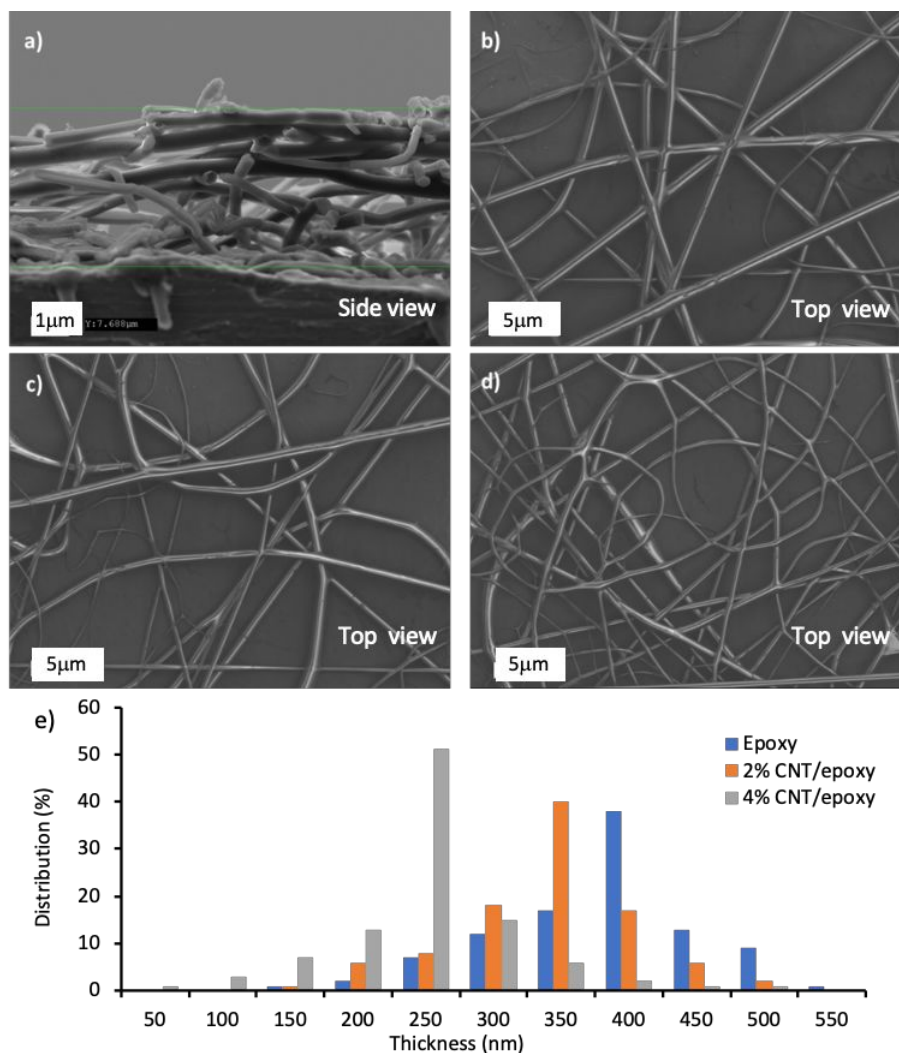 a)
1μm
Y:7.688μm
Side view
b)
5μm
Top view
c)
5μm
Top view
d)
5μm
Top view
e)
60
50
40
30
20
10
0
Distribution (%)
Epoxy
2% CNT/epoxy
4% CNT/epoxy
50 100 150 200 250 300 350 400 450 500 550
Thickness (nm)